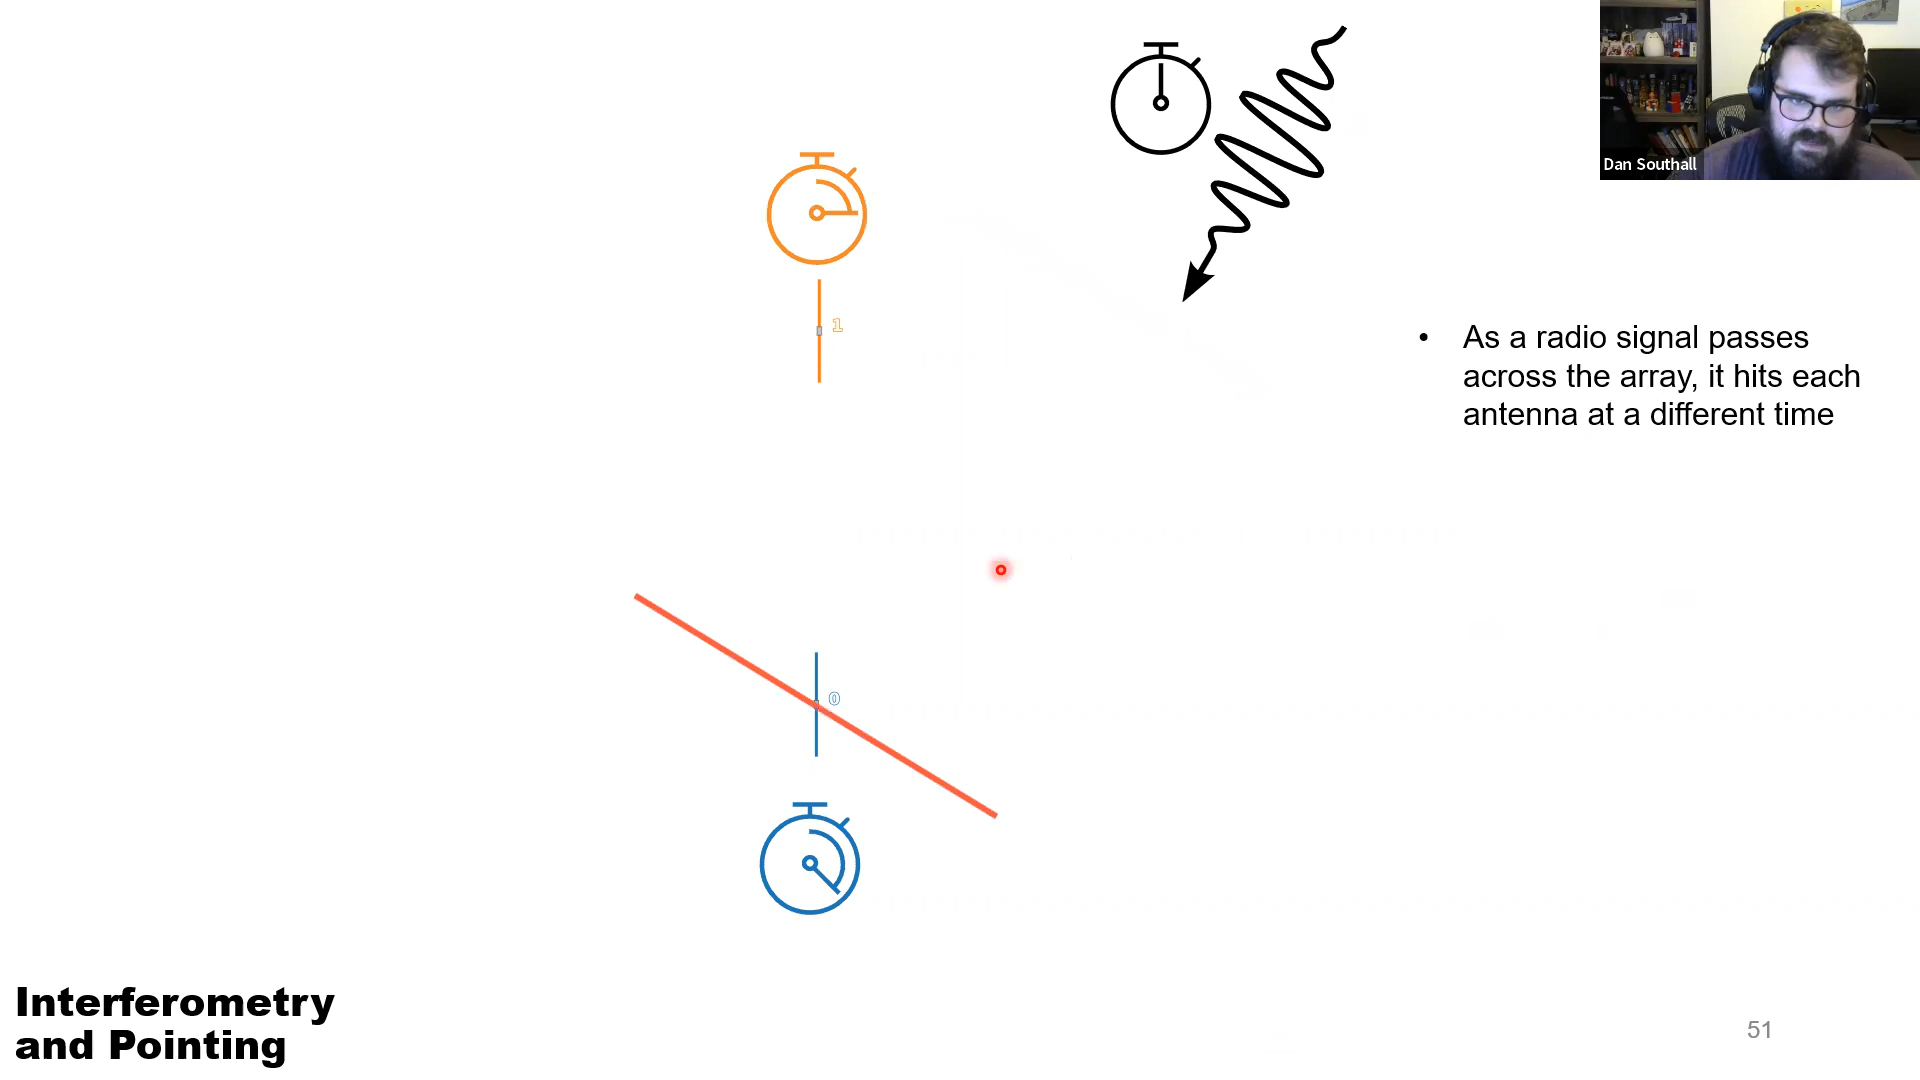 Dan Southall
1
• As a radio signal passes
across the array, it hits each
antenna at a different time
0
Interferometry
and Pointing
51